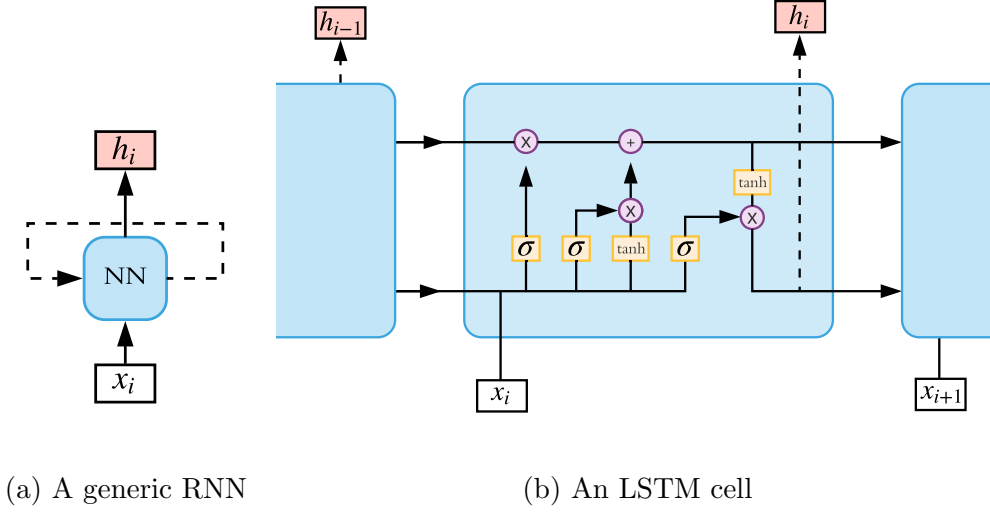 h_i
NN
x_i
(a) A generic RNN
h_{i−1}
h_i
x
+
tanh
x
x
σ
σ
tanh
σ
x_i
x_{i+1}
(b) An LSTM cell